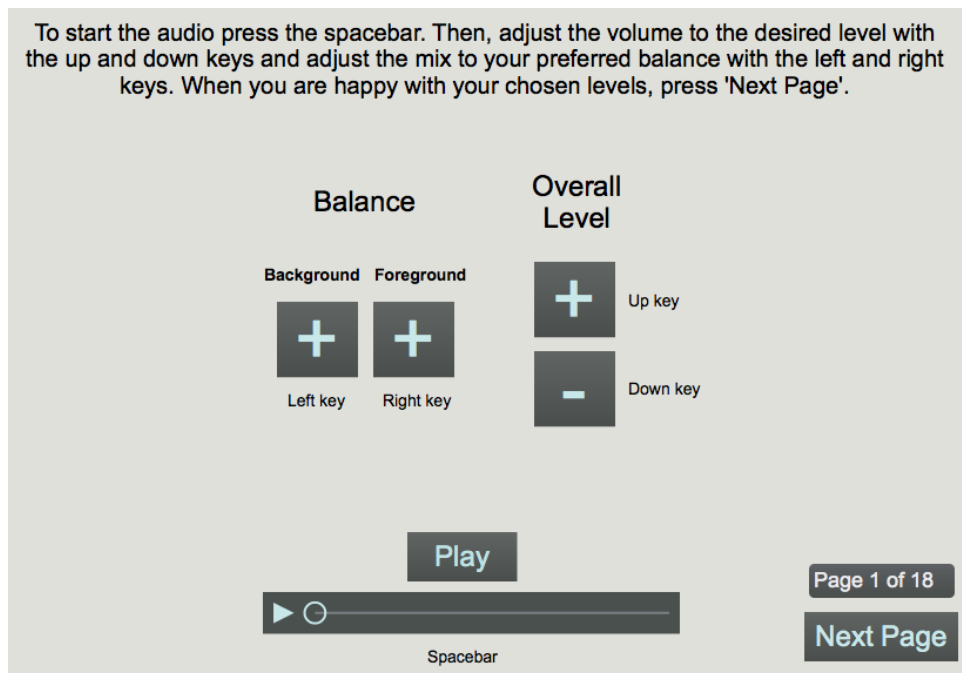 To start the audio press the spacebar. Then, adjust the volume to the desired level with
the up and down keys and adjust the mix to your preferred balance with the left and right
keys. When you are happy with your chosen levels, press 'Next Page'.
Balance
Overall
Level
Background Foreground
+ +
Left key Right key
+ Up key
- Down key
Play
Spacebar
Page 1 of 18
Next Page